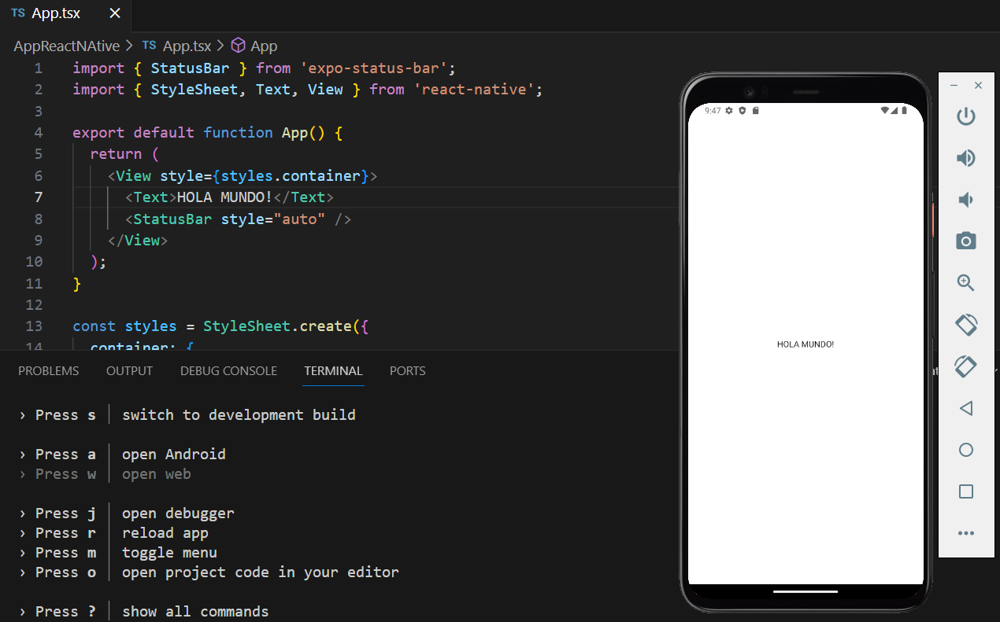 TS App.tsx
AppReactNAtive > TS App.tsx > App
1 import { StatusBar } from 'expo-status-bar';
2 import { StyleSheet, Text, View } from 'react-native';
3
4 export default function App() {
5 return (
6 <View style={styles.container}>
7 <Text>HOLA MUNDO!</Text>
8 <StatusBar style="auto" />
9 </View>
10 );
11 }
12
13 const styles = StyleSheet.create({
14 container: {
PROBLEMS OUTPUT DEBUG CONSOLE TERMINAL PORTS
› Press s │ switch to development build
› Press a │ open Android
› Press w │ open web
› Press j │ open debugger
› Press r │ reload app
› Press m │ toggle menu
› Press o │ open project code in your editor
› Press ? │ show all commands
9:47
HOLA MUNDO!